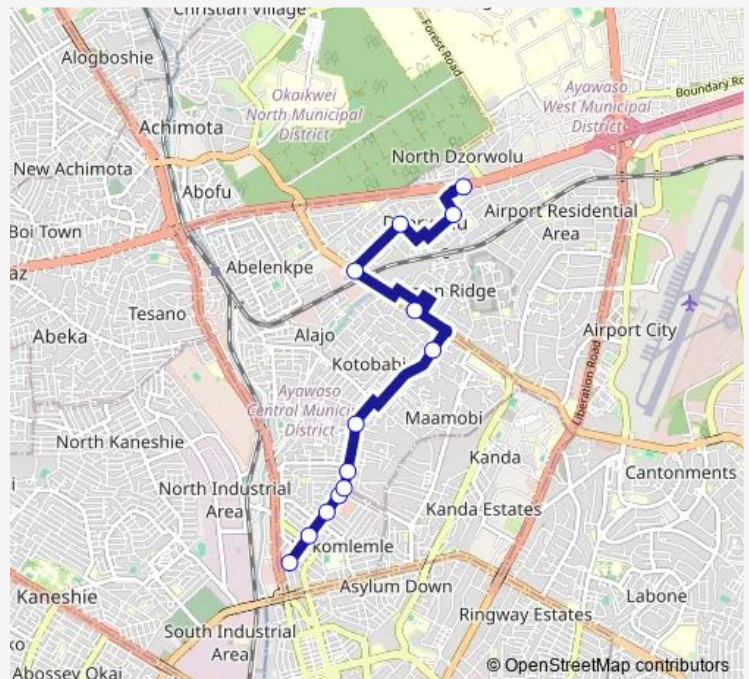 Christian Village
Forest Road
Alogboshie
Okaikwei
North Municipal
District
Ayawaso
West Municipal
District
Boundary
Achimota
North Dzorwolu
New Achimota
Abofu
Airport Residential
Area
Boi Town
Abelenkpe
Ridge
Tesano
Airport City
Abeka
Alajo
Kotobabi
Liberation Road
Ayawaso
Central
District
Maamobi
North Kaneshie
Kanda
Cantonments
North Industrial
Area
Kanda Estates
komlemle
Asylum Down
Kaneshie
Labone
Ringway Estates
South Industrial
Area
Abossey Okai
© OpenStreetMap contributors